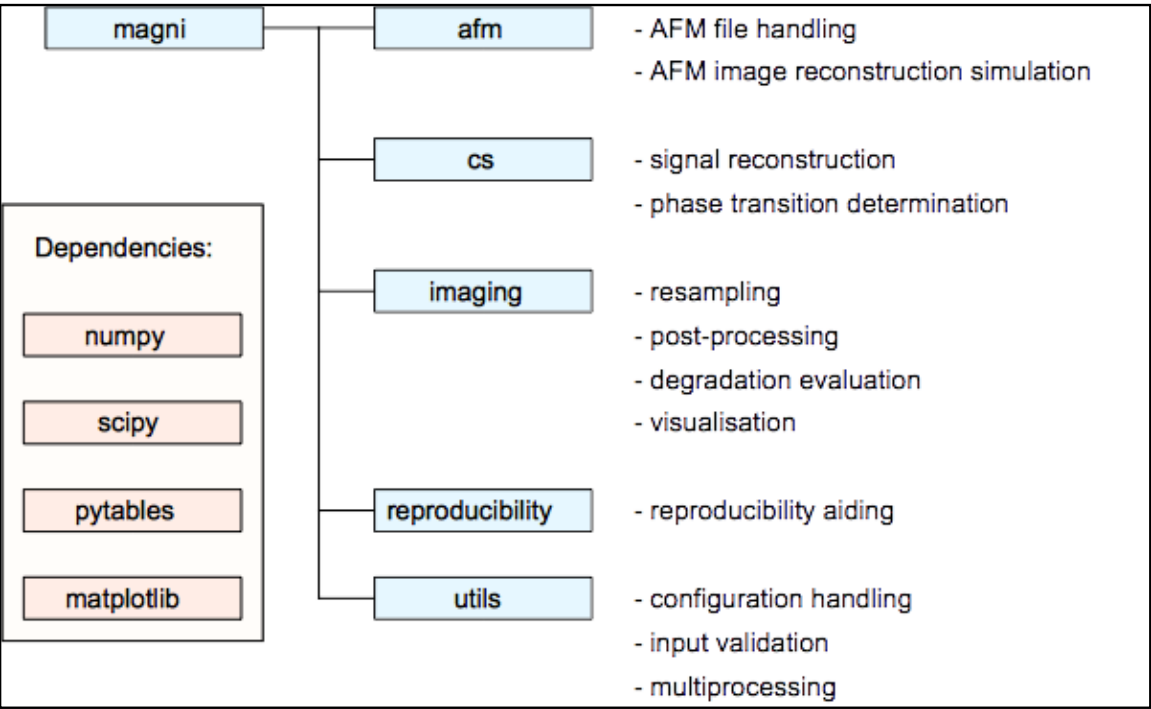 magni
afm
- AFM file handling
- AFM image reconstruction simulation
cs
- signal reconstruction
- phase transition determination
imaging
- resampling
- post-processing
- degradation evaluation
- visualisation
reproducibility
- reproducibility aiding
utils
- configuration handling
- input validation
- multiprocessing
Dependencies:
numpy
scipy
pytables
matplotlib